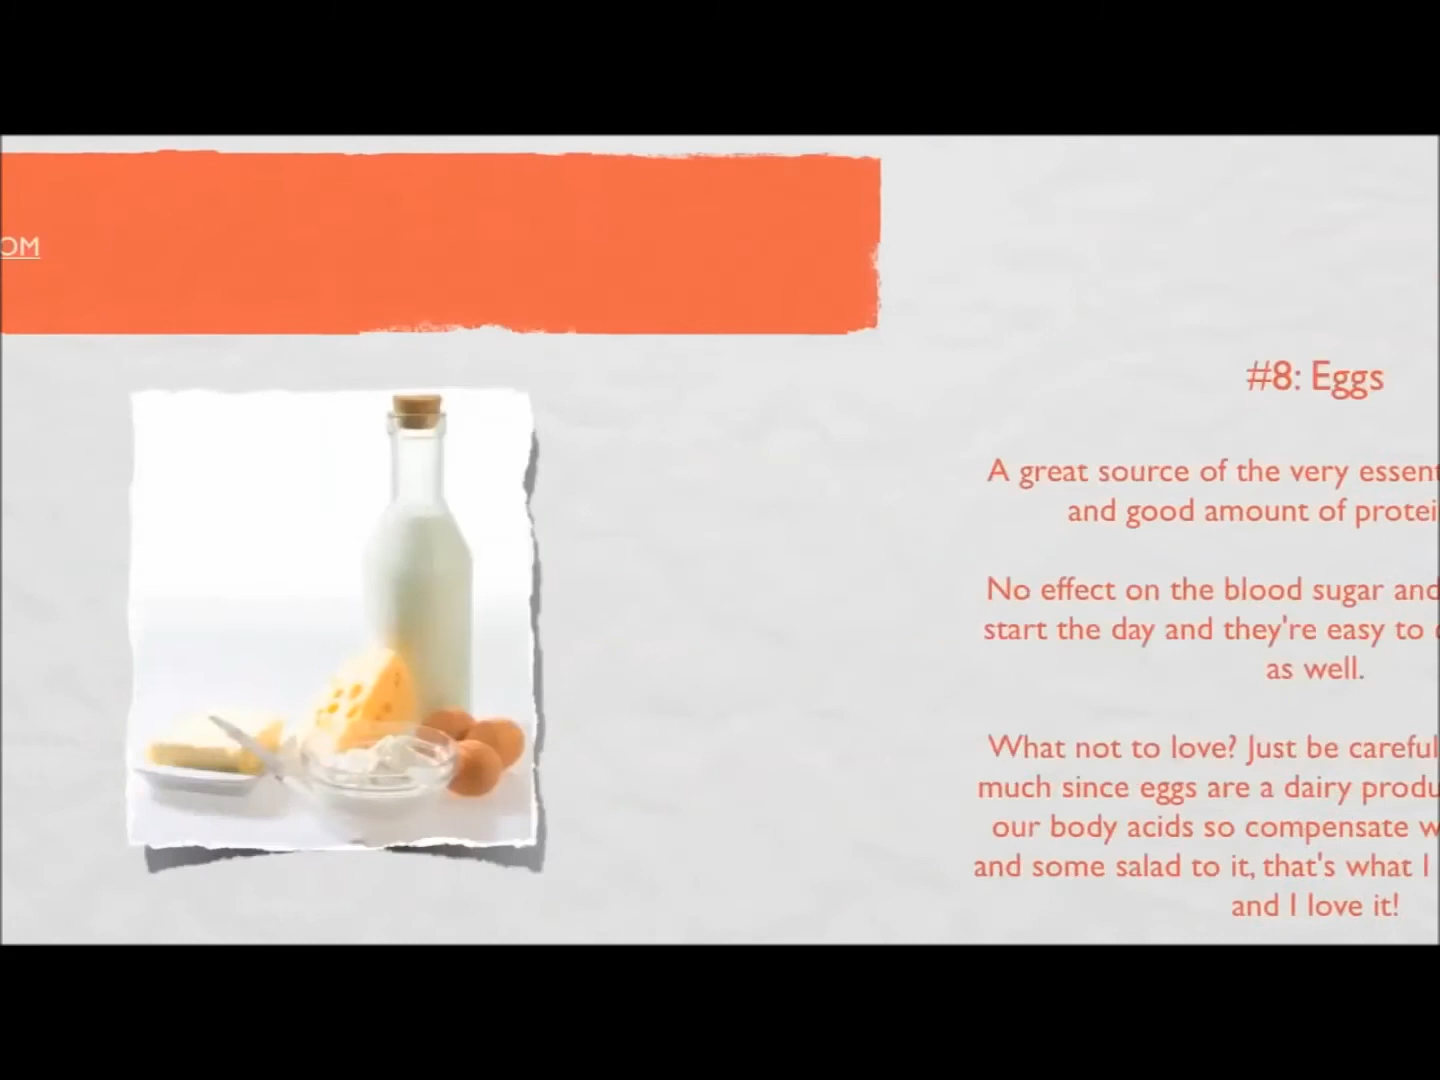 OM
#8: Eggs
A great source of the very essent
and good amount of protei
No effect on the blood sugar and
start the day and they're easy to
as well.
What not to love? Just be careful
much since eggs are a dairy produ
our body acids so compensate w
and some salad to it, that's what I
and I love it!